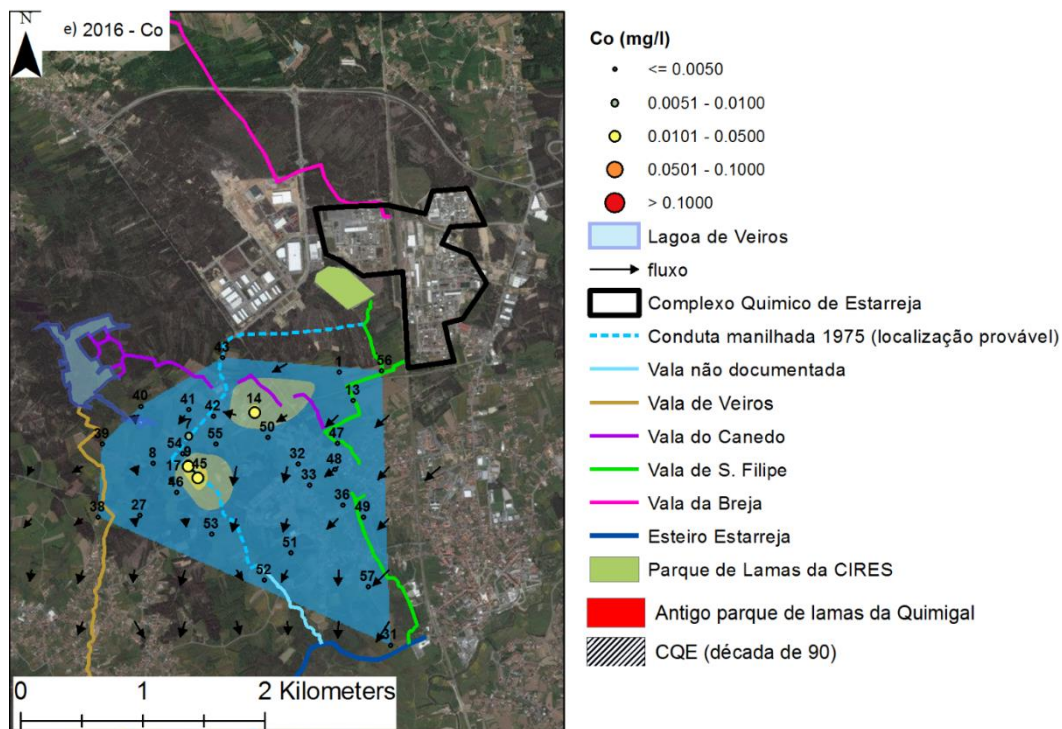 N
e) 2016 - Co
43
1
56
40
41
42
14
13
7
39
54
55
50
47
9
8
17
45
32
48
33
46
36
38
27
49
53
51
52
57
31
0
1
2 Kilometers
Co (mg/l)
<= 0.0050
0.0051 - 0.0100
0.0101 - 0.0500
0.0501 - 0.1000
> 0.1000
Lagoa de Veiros
fluxo
Complexo Quimico de Estarreja
Conduta manilhada 1975 (localização provável)
Vala não documentada
Vala de Veiros
Vala do Canedo
Vala de S. Filipe
Vala da Breja
Esteiro Estarreja
Parque de Lamas da CIRES
Antigo parque de lamas da Quimigal
CQE (década de 90)